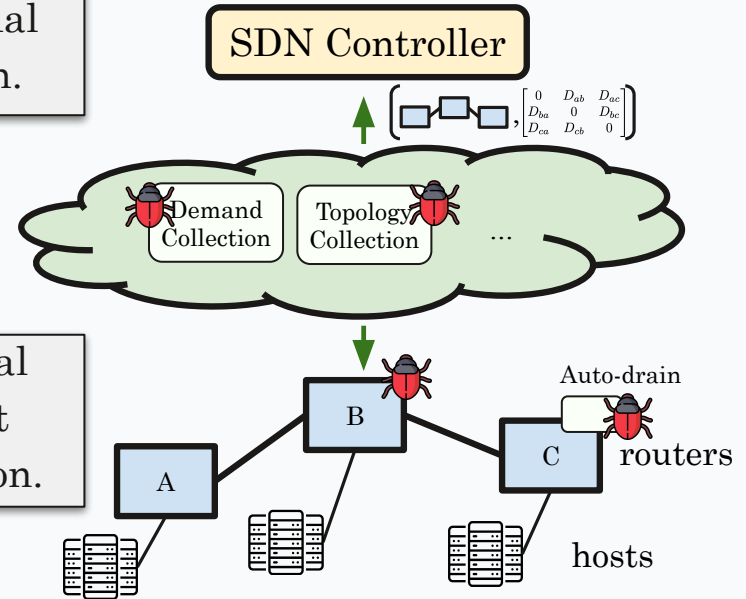 al
n.
SDN Controller
( , [ 0 D_ab D_ac
D_ba 0 D_bc
D_ca D_cb 0 ] )
Demand
Collection
Topology
Collection
...
al
t
on.
Auto-drain
B
A
C
routers
hosts